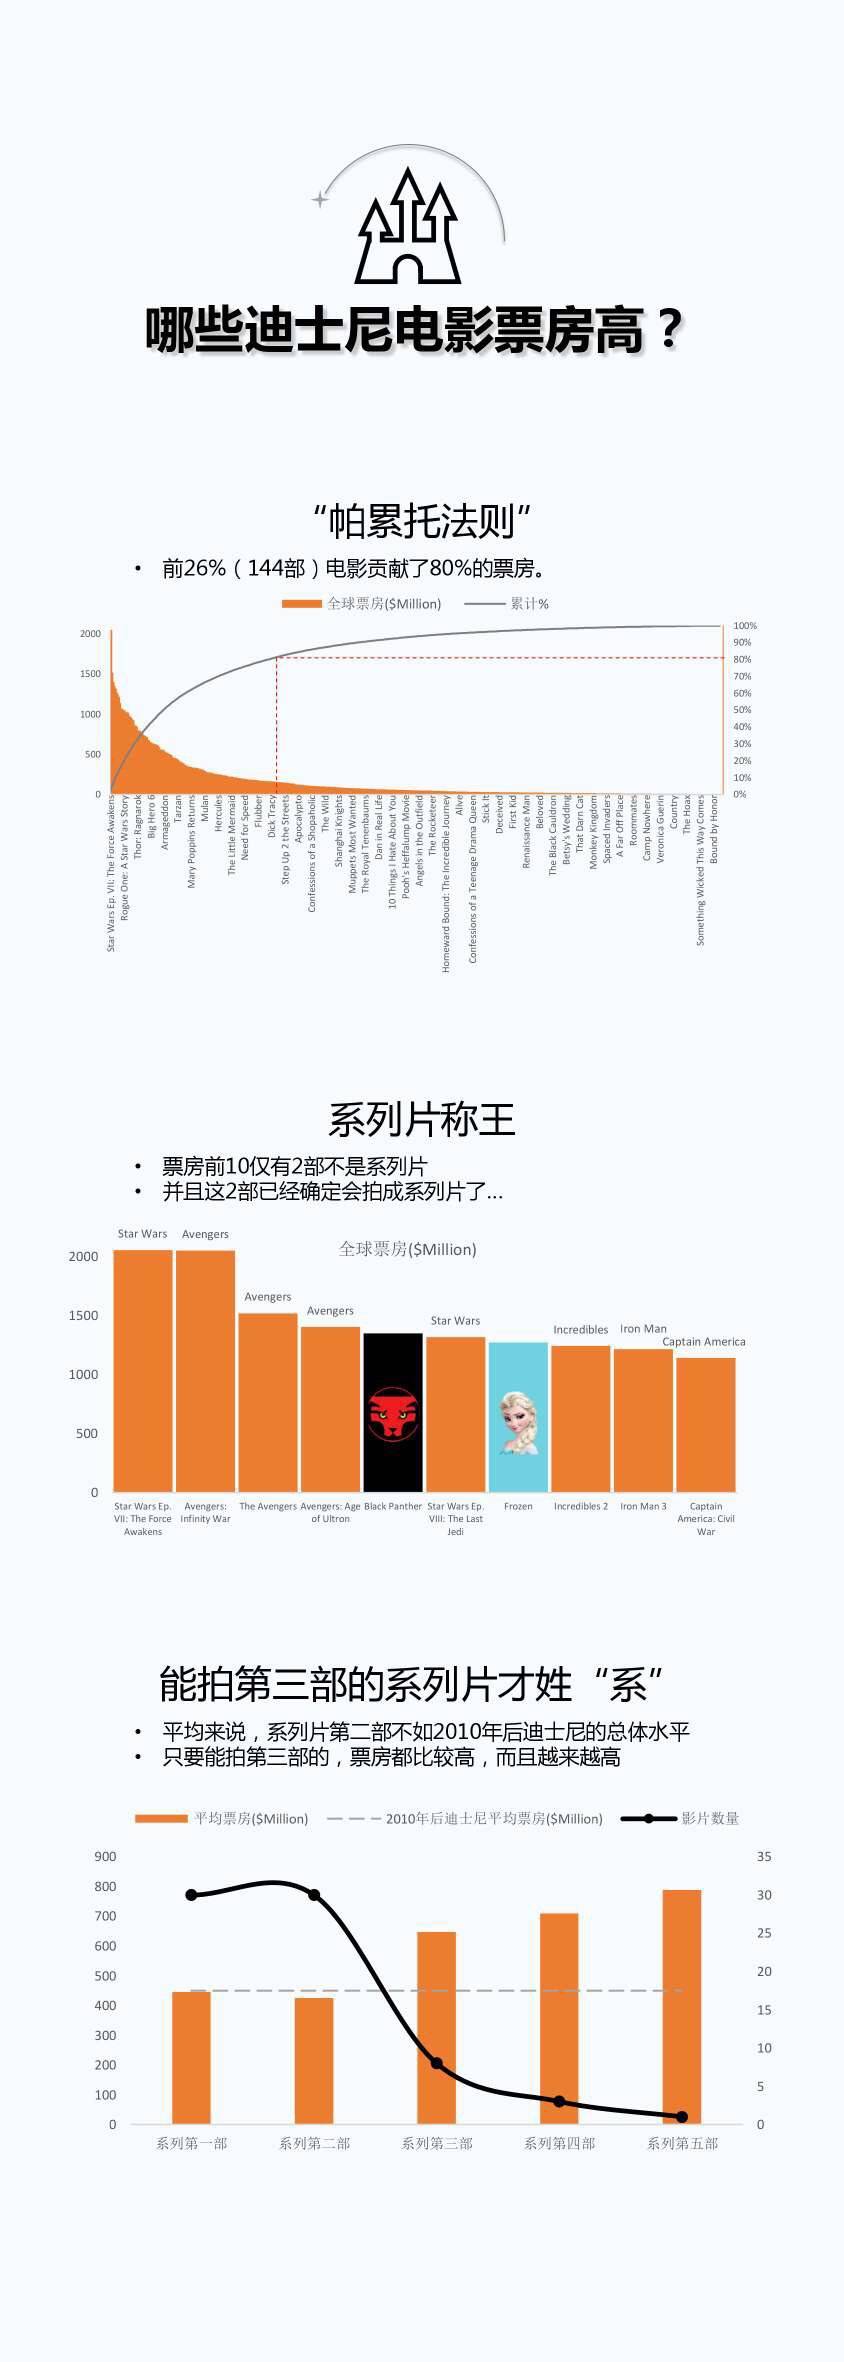 哪些迪士尼电影票房高？
“帕累托法则”
• 前26%（144部）电影贡献了80%的票房。
全球票房($Million) 累计%
2000
1500
1000
500
0
100%
90%
80%
70%
60%
50%
40%
30%
20%
10%
0%
Star Wars Ep. VII: The Force Awakens
Rogue One: A Star Wars Story
Thor: Ragnarok
Big Hero 6
Armageddon
Tarzan
Mary Poppins Returns
Mulan
Hercules
The Little Mermaid
Need for Speed
Flubber
Dick Tracy
Step Up 2 the Streets
Apocalypto
Confessions of a Shopaholic
The Wild
Shanghai Knights
Muppets Most Wanted
The Royal Tenenbaums
Dan in Real Life
10 Things I Hate About You
Pooh's Heffalump Movie
Angels in the Outfield
The Rocketeer
Homeward Bound: The Incredible Journey
Alive
Confessions of a Teenage Drama Queen
Stick It
Deceived
First Kid
Renaissance Man
Beloved
The Black Cauldron
Betsy's Wedding
That Darn Cat
Monkey Kingdom
Spaced Invaders
A Far Off Place
Roommates
Camp Nowhere
Veronica Guerin
Country
The Hoax
Something Wicked This Way Comes
Bound by Honor
系列片称王
• 票房前10仅有2部不是系列片
• 并且这2部已经确定会拍成系列片了...
全球票房($Million)
2000
1500
1000
500
0
Star Wars
Avengers
Avengers
Avengers
Star Wars
Incredibles
Iron Man
Captain America
Star Wars Ep.
VII: The Force
Awakens
Avengers:
Infinity War
The Avengers
Avengers: Age
of Ultron
Black Panther
Star Wars Ep.
VIII: The Last
Jedi
Frozen
Incredibles 2
Iron Man 3
Captain
America: Civil
War
能拍第三部的系列片才姓“系”
• 平均来说，系列片第二部不如2010年后迪士尼的总体水平
• 只要能拍第三部的，票房都比较高，而且越来越高
平均票房($Million) 2010年后迪士尼平均票房($Million) 影片数量
900
800
700
600
500
400
300
200
100
0
35
30
25
20
15
10
5
0
系列第一部 系列第二部 系列第三部 系列第四部 系列第五部